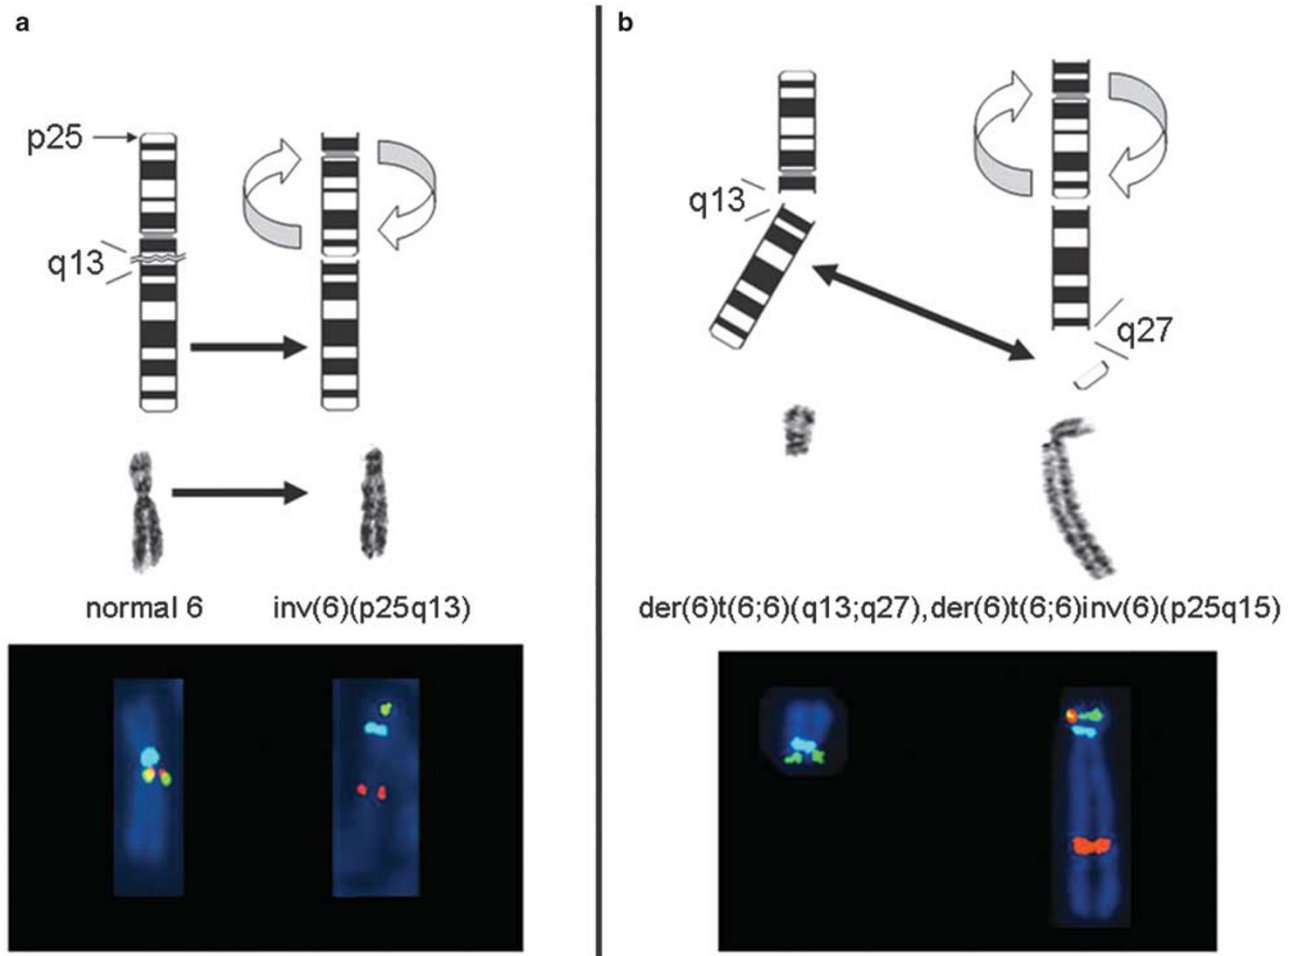 a
b
p25
q13
q13
q27
normal 6
inv(6)(p25q13)
der(6)t(6;6)(q13;q27),der(6)t(6;6)inv(6)(p25q15)